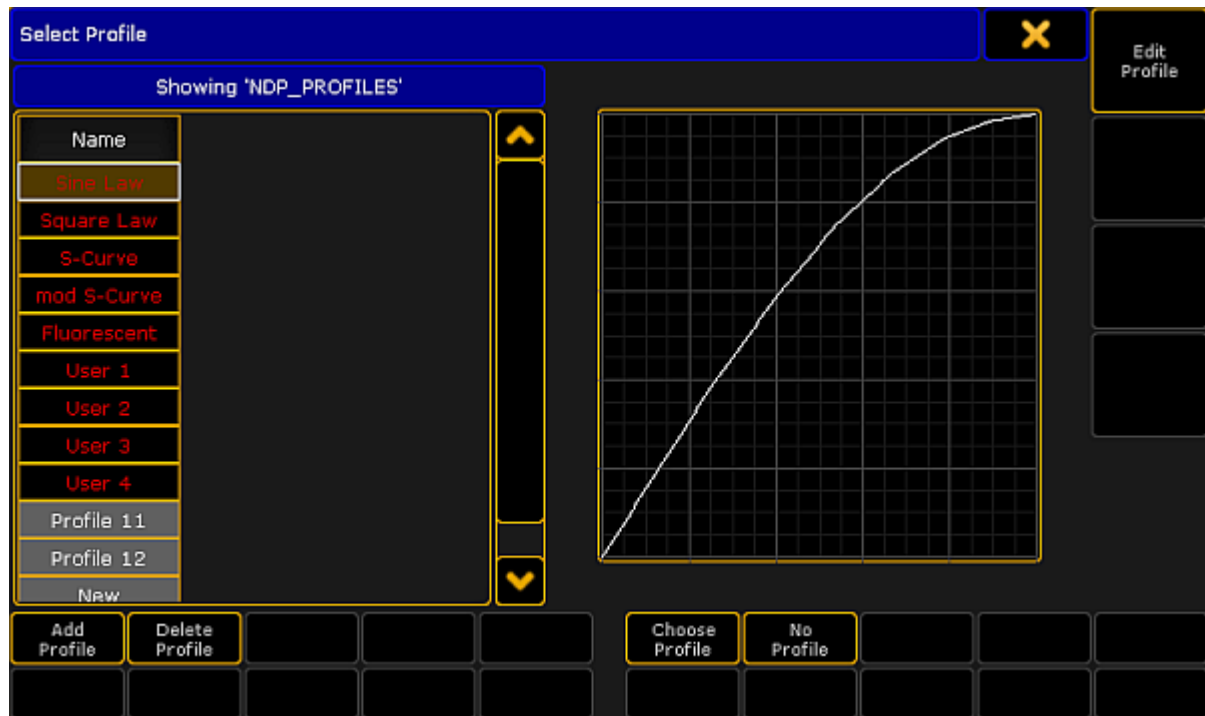 Select Profile
Edit
Profile
Showing 'NDP_PROFILES'
Name
Sine Law
Square Law
S-Curve
mod S-Curve
Fluorescent
User 1
User 2
User 3
User 4
Profile 11
Profile 12
New
Add
Profile
Delete
Profile
Choose
Profile
No
Profile